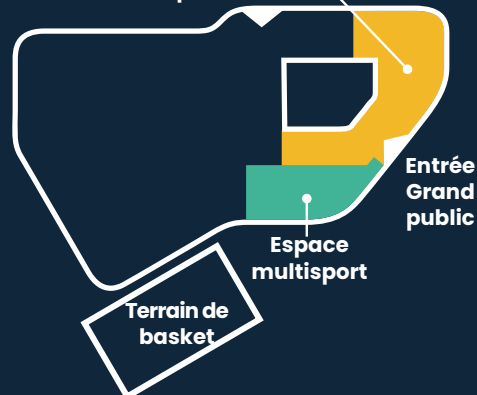 Entrée
Grand
public
Espace
multisport
Terrain de
basket